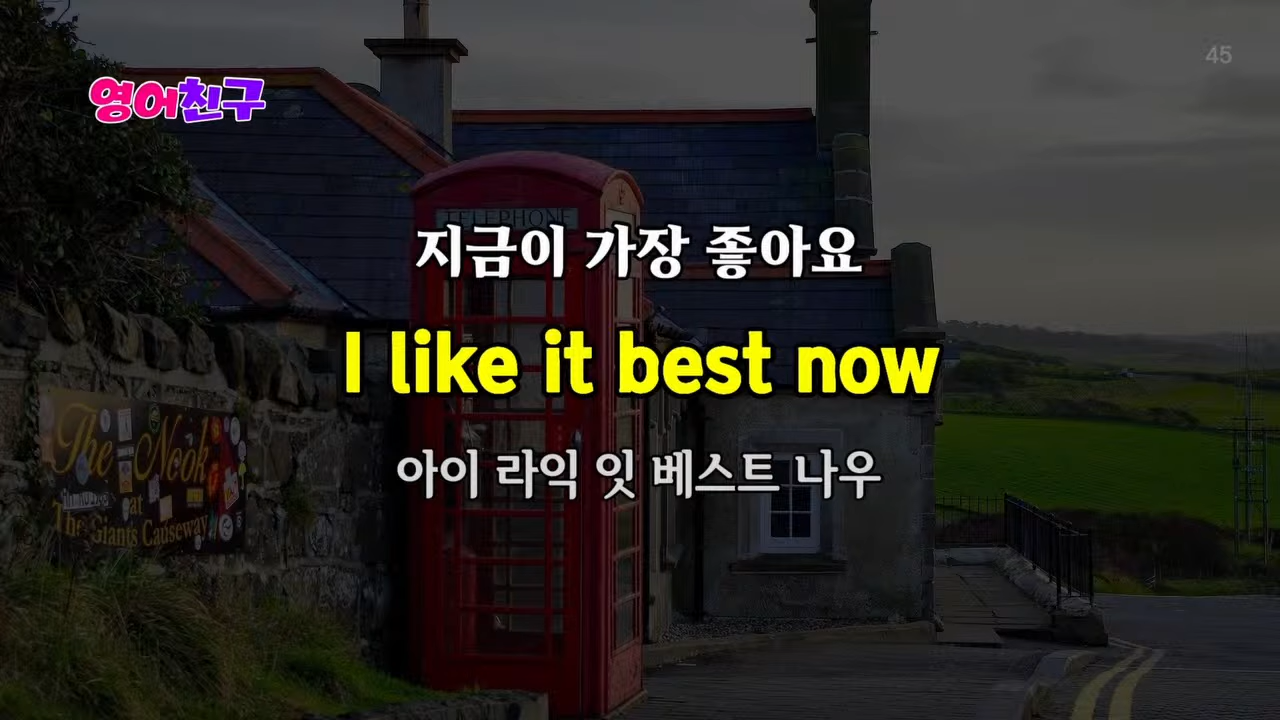 45
영어친구
TELEPHONE
지금이 가장 좋아요
I like it best now
아이 라익 잇 베스트 나우
The Nook
at
The Giants Causeway